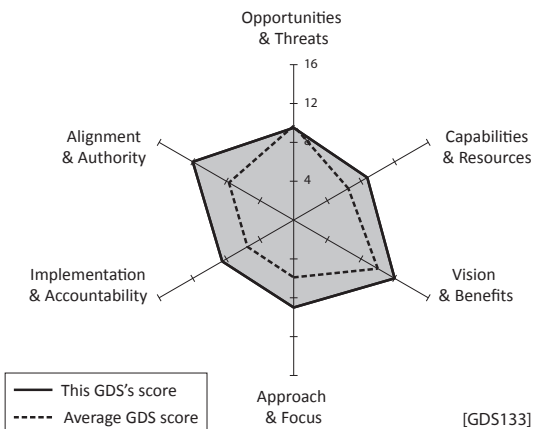 Opportunities
& Threats
16
12
8
4
Alignment
& Authority
Capabilities
& Resources
Implementation
& Accountability
Vision
& Benefits
Approach
& Focus
This GDS's score
Average GDS score
[GDS133]